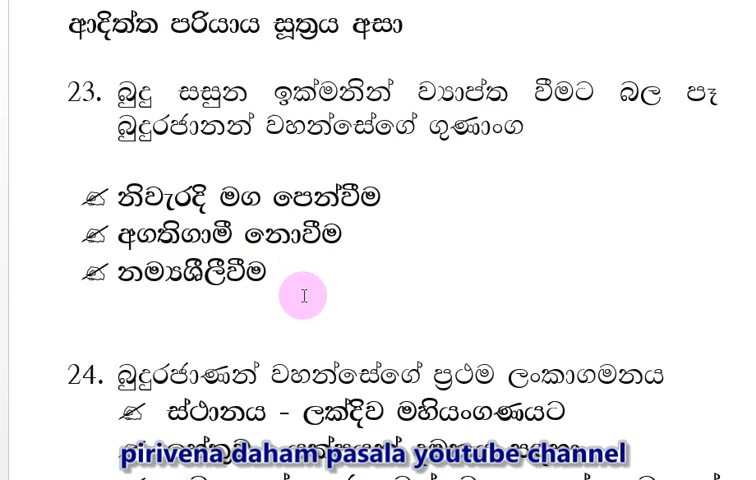 ආදිත්ත පරියාය සූත්‍රය අසා
23. බුදු සසුන ඉක්මනින් ව්‍යාප්ත වීමට බල පෑ
බුදුරජානන් වහන්සේගේ ගුණාංග
නිවැරදි මග පෙන්වීම
අගතිගාමී නොවීම
නම්‍යශීලීවීම
24. බුදුරජාණන් වහන්සේගේ ප්‍රථම ලංකාගමනය
ස්ථානය - ලක්දිව මහියංගණයට
pirivena daham pasala youtube channel